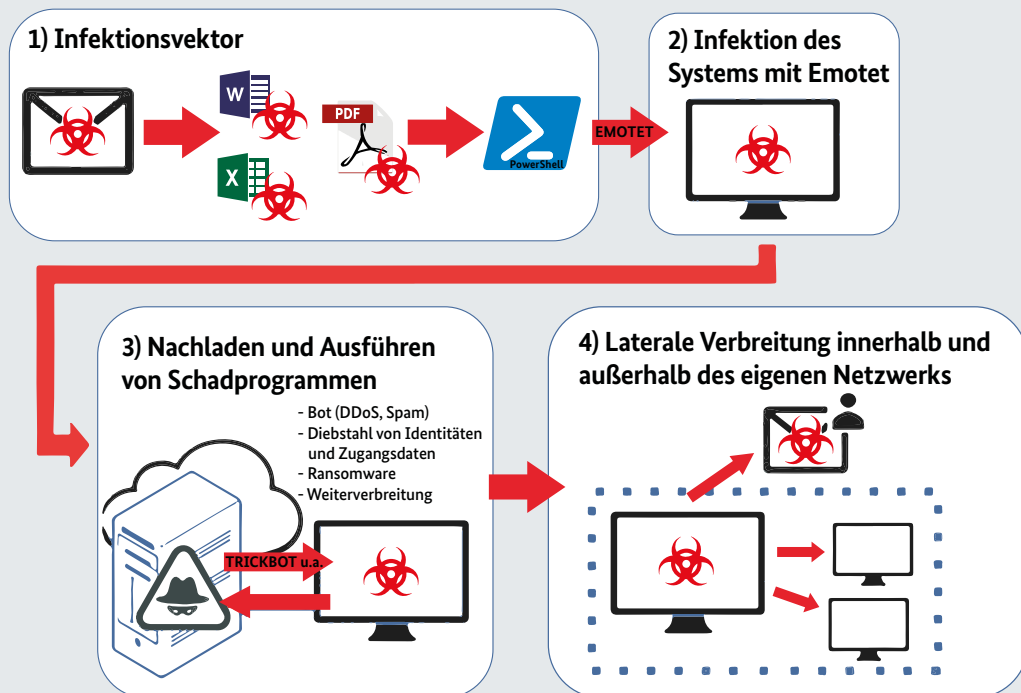 1) Infektionsvektor
W
X
PDF
PowerShell
EMOTET
2) Infektion des
Systems mit Emotet
3) Nachladen und Ausführen
von Schadprogrammen
- Bot (DDoS, Spam)
- Diebstahl von Identitäten
und Zugangsdaten
- Ransomware
- Weiterverbreitung
TRICKBOT u.a.
4) Laterale Verbreitung innerhalb und
außerhalb des eigenen Netzwerks